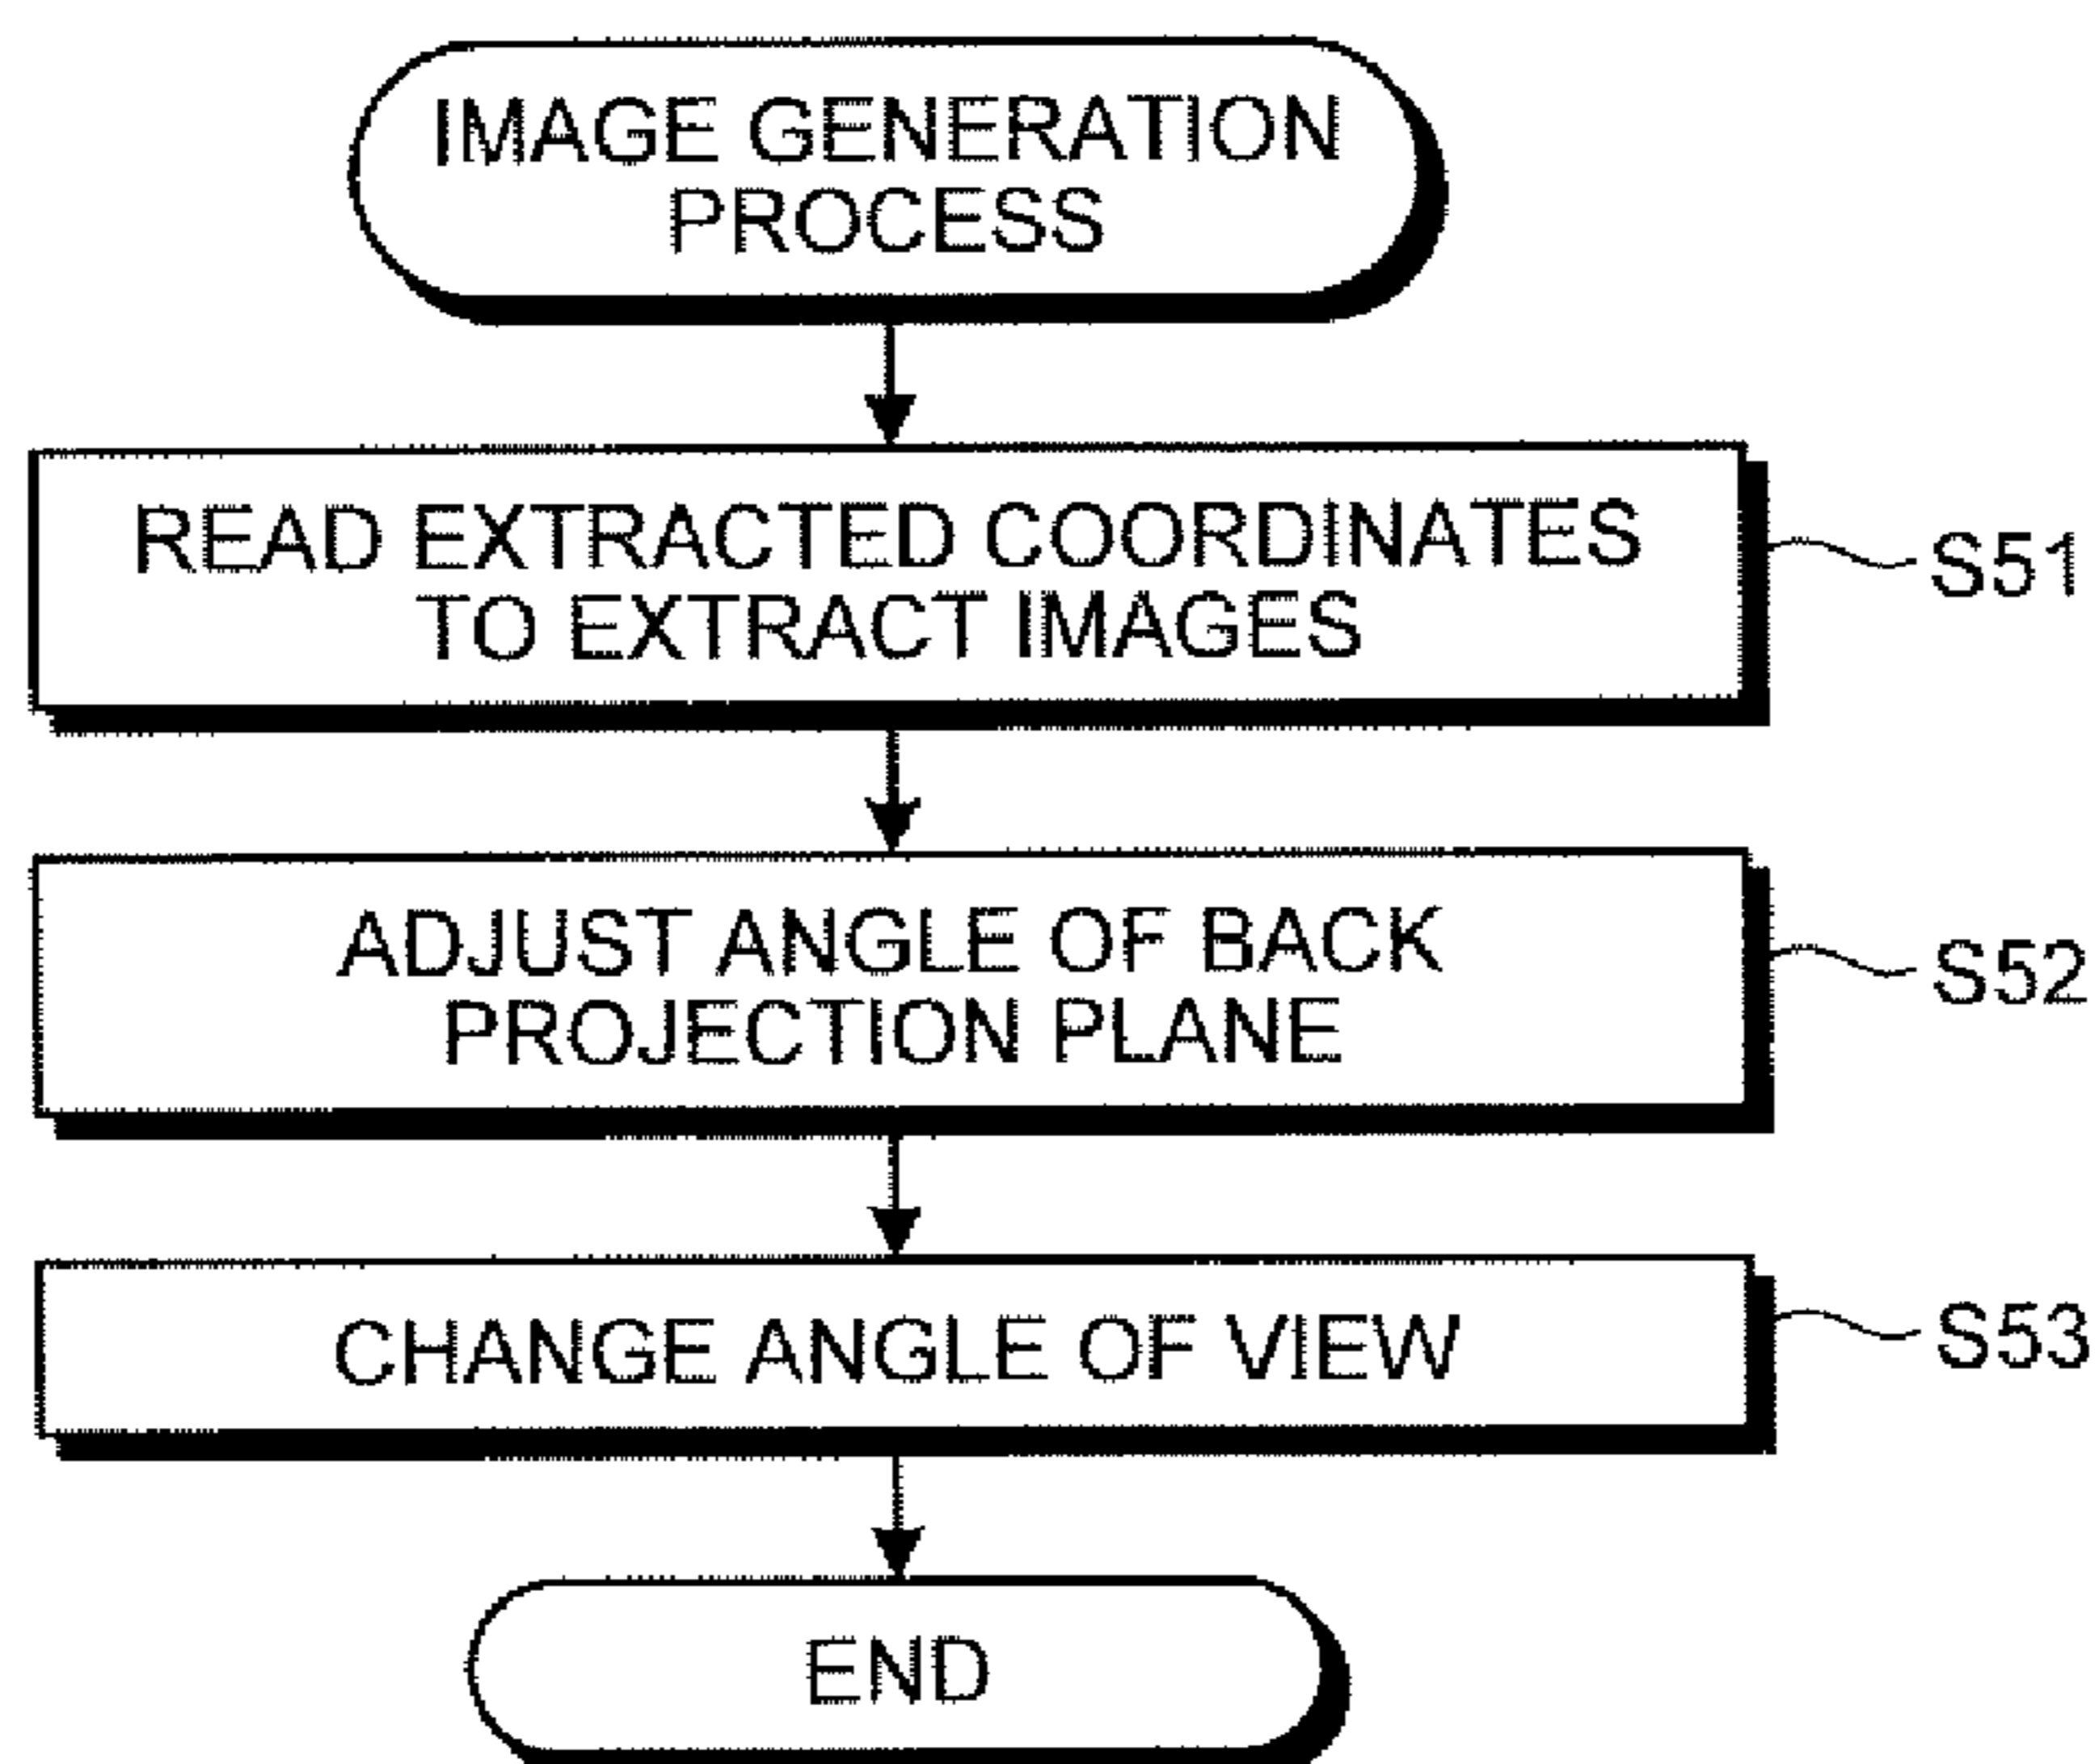 IMAGE GENERATION
PROCESS
READ EXTRACTED COORDINATES
TO EXTRACT IMAGES
S51
ADJUST ANGLE OF BACK
PROJECTION PLANE
S52
CHANGE ANGLE OF VIEW
S53
END